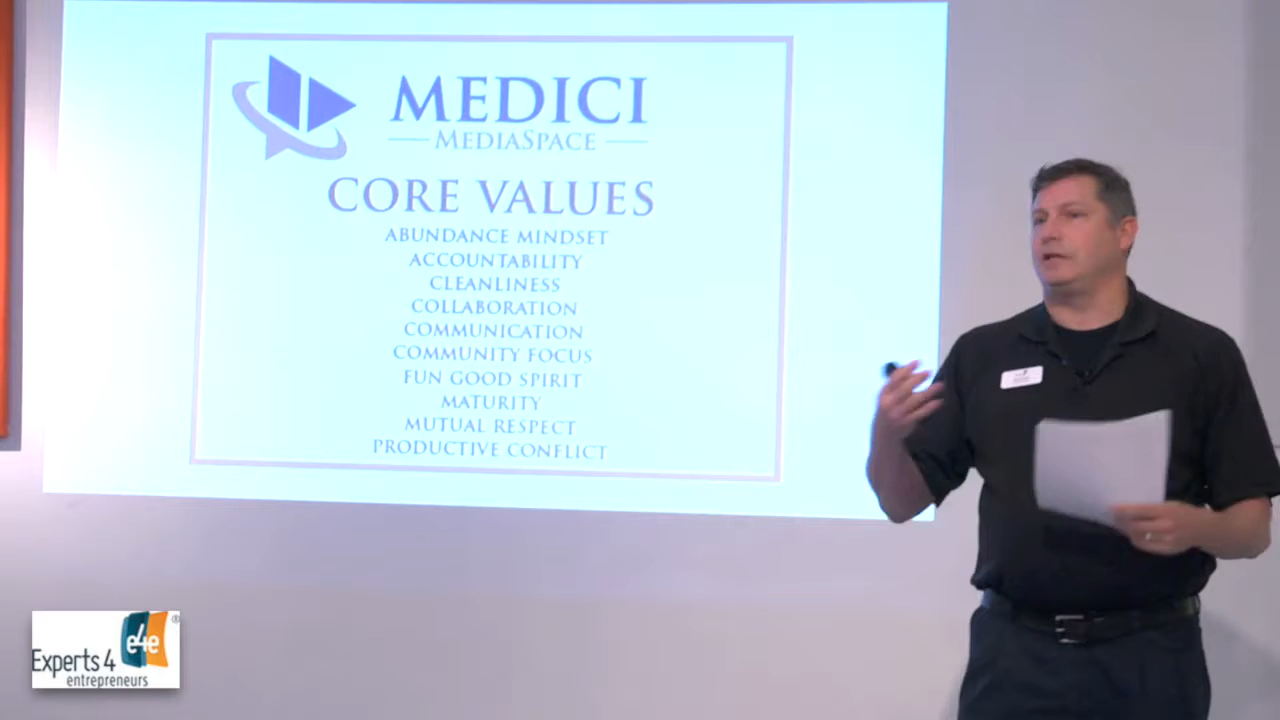 MEDICI
MEDIASPACE
CORE VALUES
ABUNDANCE MINDSET
ACCOUNTABILITY
CLEANLINESS
COLLABORATION
COMMUNICATION
COMMUNITY FOCUS
FUN GOOD SPIRIT
MATURITY
MUTUAL RESPECT
PRODUCTIVE CONFLICT
e4e ®
Experts 4
entrepreneurs